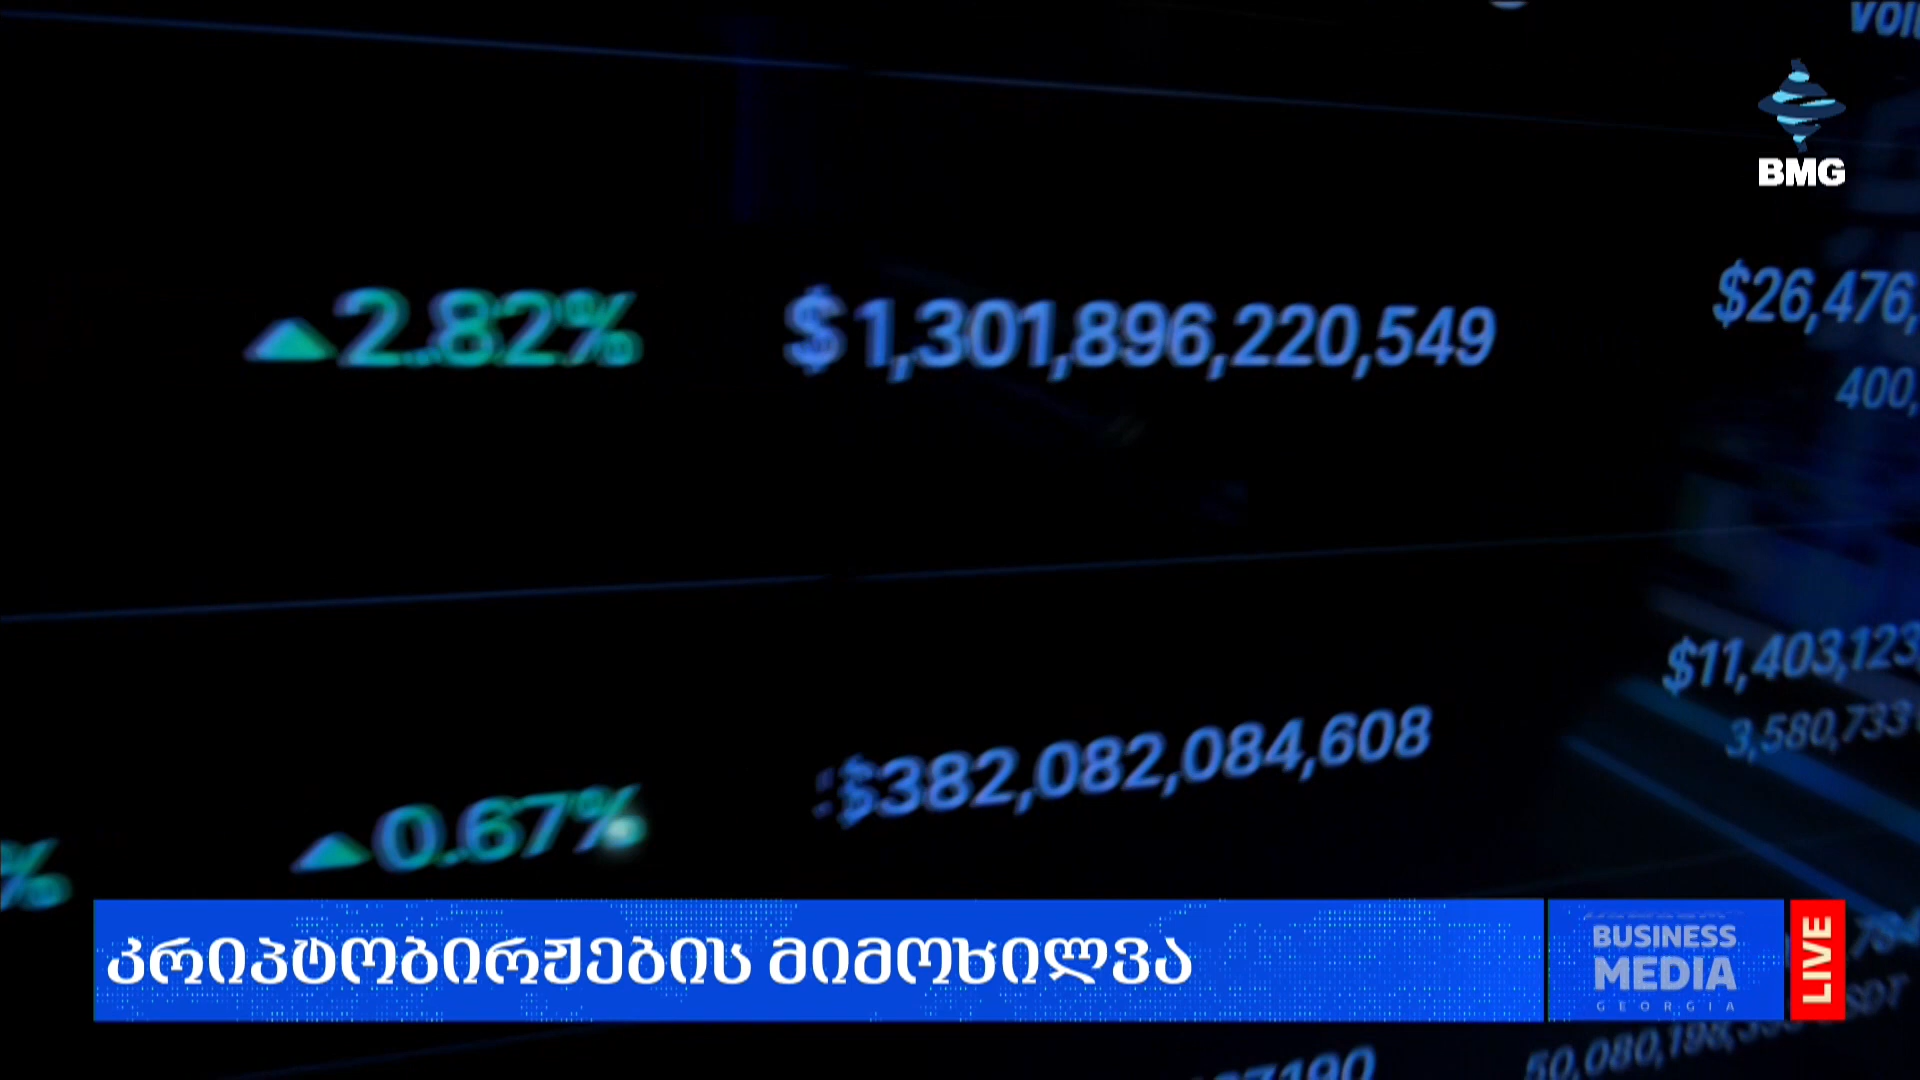 BMG
▲2.82% $1,301,896,220,549 $26,476,
400,
$11,403,123,
3,580,733
▲0.67% $382,082,084,608
%
კრიპტობირჟების მიმოხილვა
BUSINESS
MEDIA
GEORGIA
LIVE